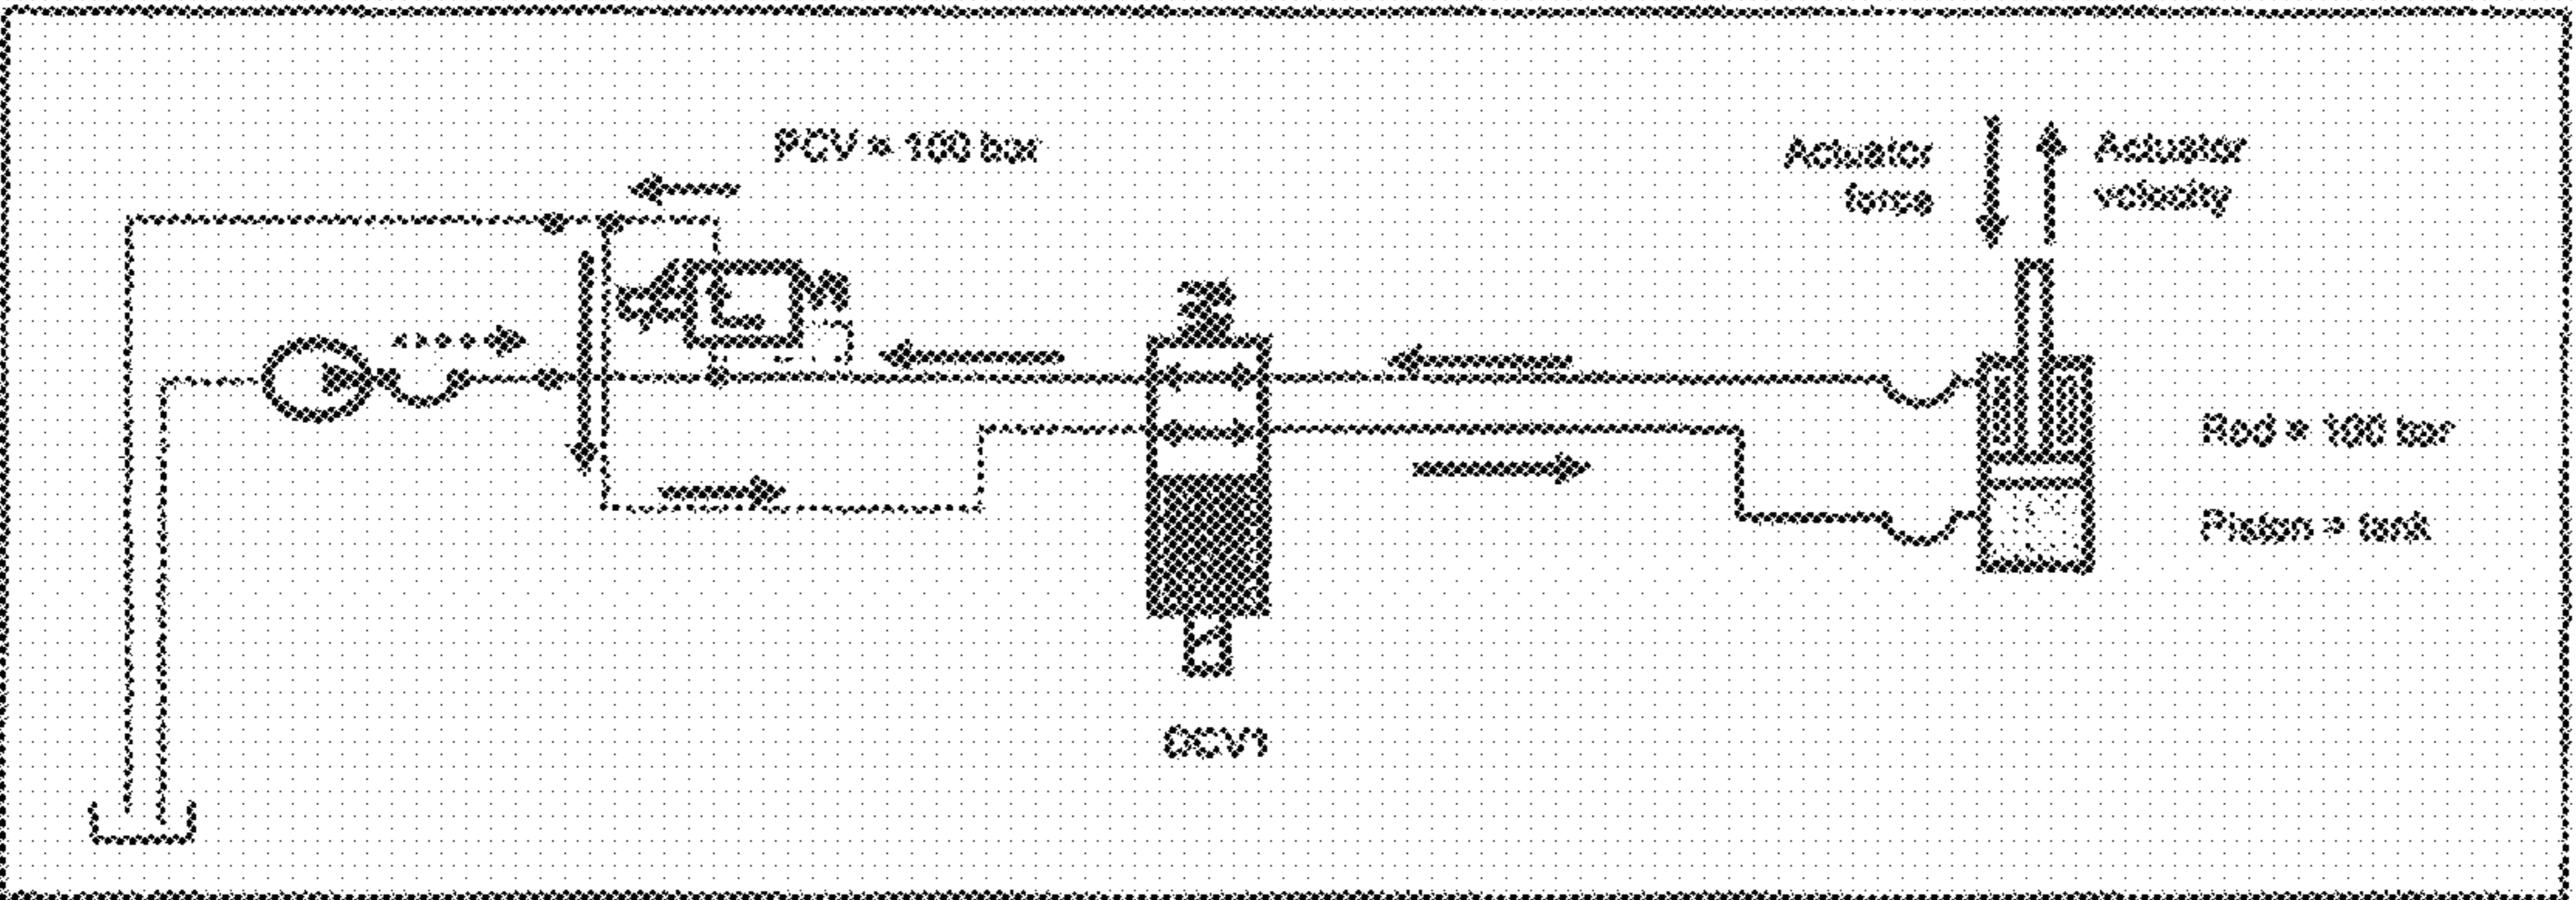 PCV = 100 bar
Actuator
force
Actuator
velocity
Rod = 100 bar
Piston = tank
DCV1